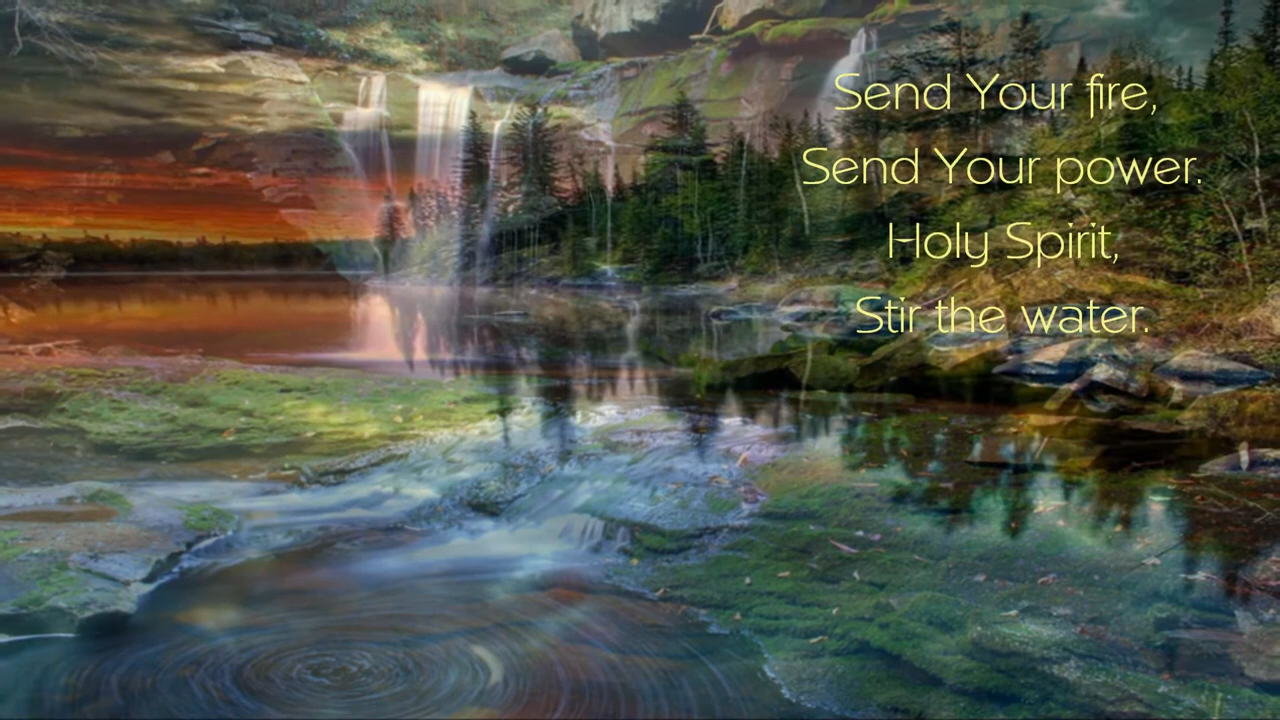 Send Your fire,
Send Your power.
Holy Spirit,
Stir the water.